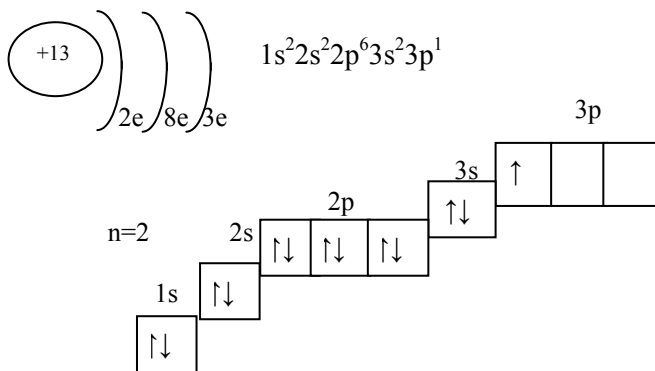 +13
1s²2s²2p⁶3s²3p¹
2e 8e 3e
3p
3s
↑
2p
↑↓
n=2
2s
↿⇂ ↿⇂ ↿⇂
1s
↿⇂
↿⇂